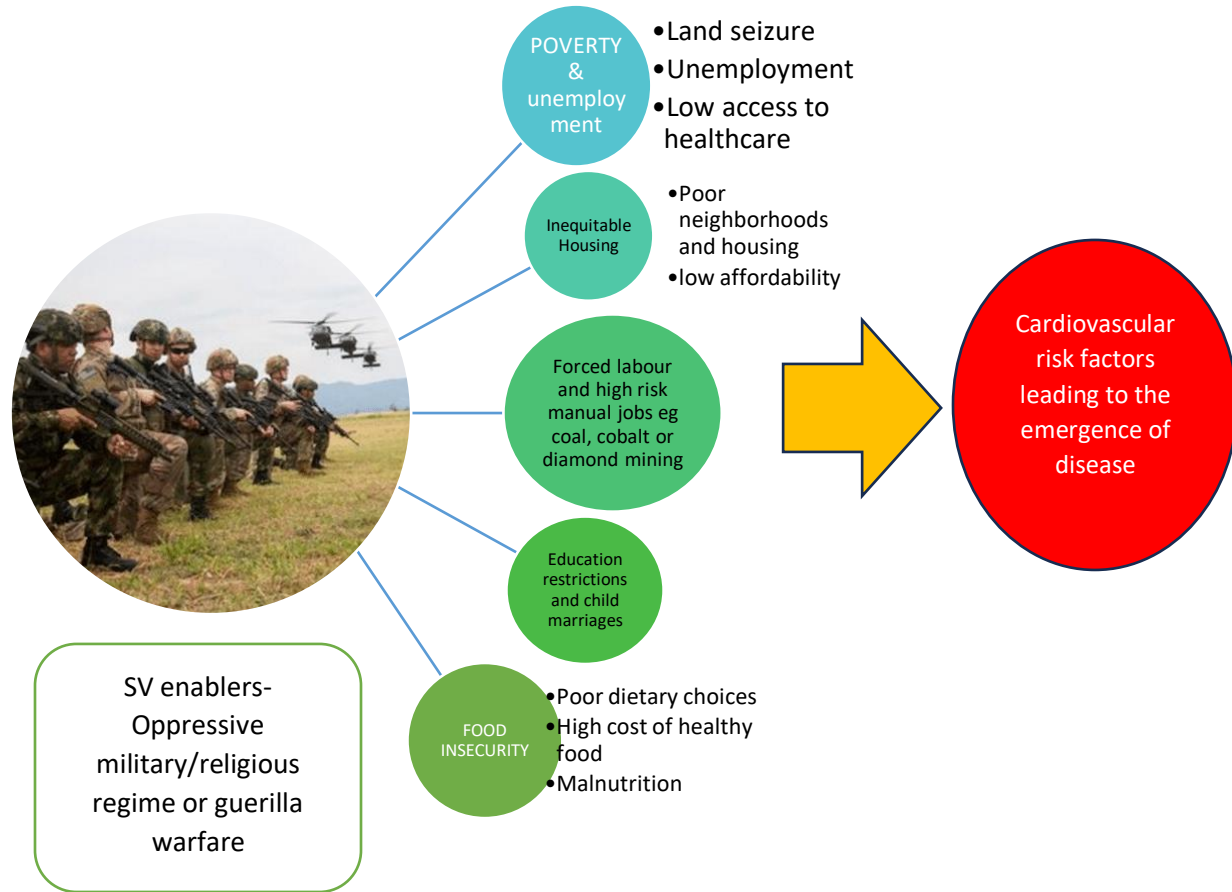 POVERTY
&
unemploy
ment
•Land seizure
•Unemployment
•Low access to
healthcare
Inequitable
Housing
•Poor
neighborhoods
and housing
•low affordability
Forced labour
and high risk
manual jobs eg
coal, cobalt or
diamond mining
Education
restrictions
and child
marriages
FOOD
INSECURITY
•Poor dietary choices
•High cost of healthy
food
•Malnutrition
SV enablers-
Oppressive
military/religious
regime or guerilla
warfare
Cardiovascular
risk factors
leading to the
emergence of
disease